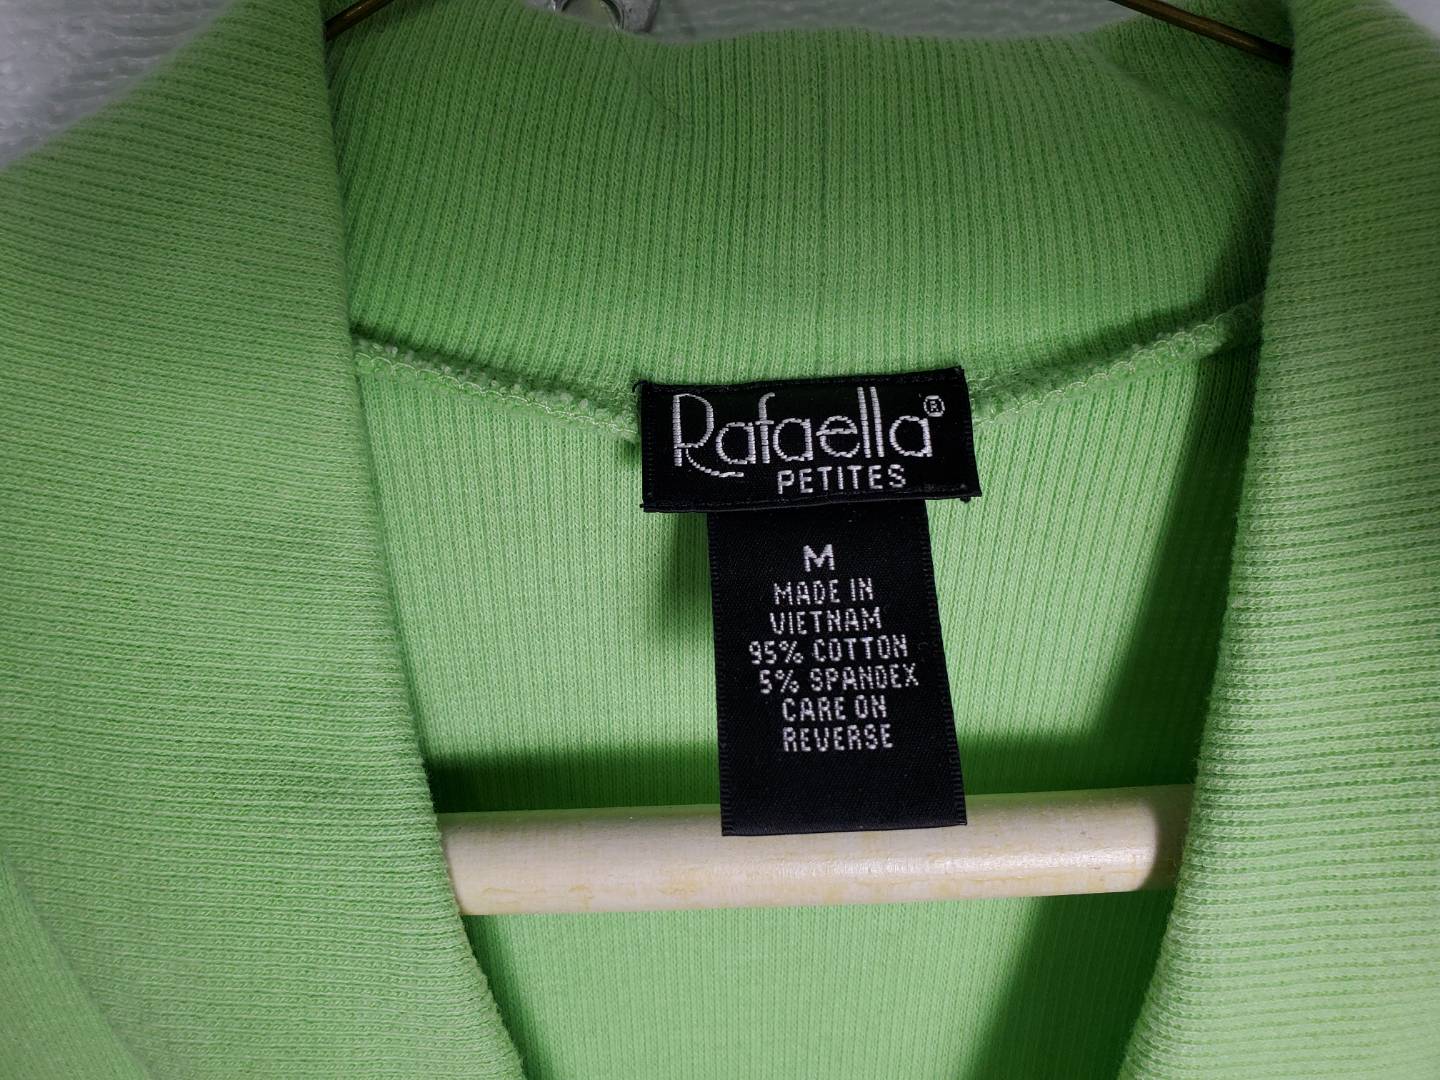 Rafaella®
PETITES
M
MADE IN
VIETNAM
95% COTTON
5% SPANDEX
CARE ON
REVERSE